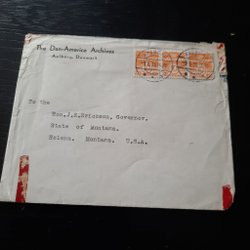 The Dan-America Archives
Aalborg, Denmark
To the
Hon.J.E.Erickson, Governor,
State of Montana.
Helena. Montana. U.S.A.